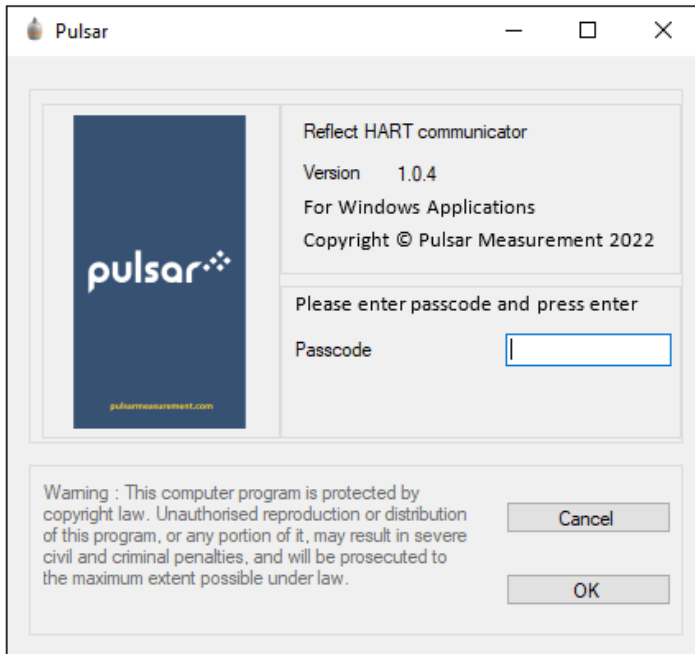 Pulsar
pulsar
pulsarmeasurement.com
Reflect HART communicator
Version 1.0.4
For Windows Applications
Copyright © Pulsar Measurement 2022
Please enter passcode and press enter
Passcode
Warning : This computer program is protected by
copyright law. Unauthorised reproduction or distribution
of this program, or any portion of it, may result in severe
civil and criminal penalties, and will be prosecuted to
the maximum extent possible under law.
Cancel
OK